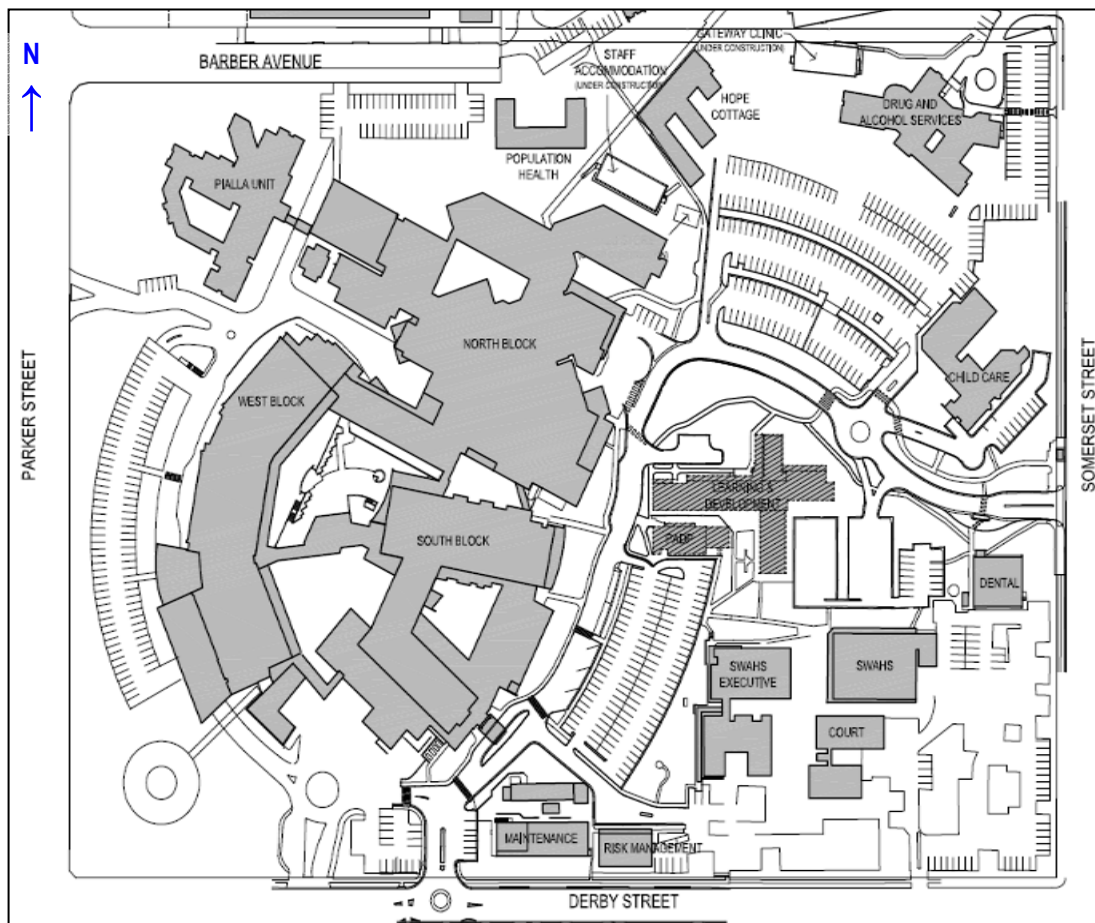 N
BARBER AVENUE
STAFF
ACCOMMODATION
(UNDER CONSTRUCTION)
GATEWAY CLINIC
(UNDER CONSTRUCTION)
HOPE
COTTAGE
DRUG AND
ALCOHOL SERVICES
POPULATION
HEALTH
PIALLA UNIT
NORTH BLOCK
WEST BLOCK
CHILD CARE
PARKER STREET
SOMERSET STREET
LEARNING &
DEVELOPMENT
SOUTH BLOCK
PADP
DENTAL
SWAHS
EXECUTIVE
SWAHS
COURT
MAINTENANCE
RISK MANAGEMENT
DERBY STREET